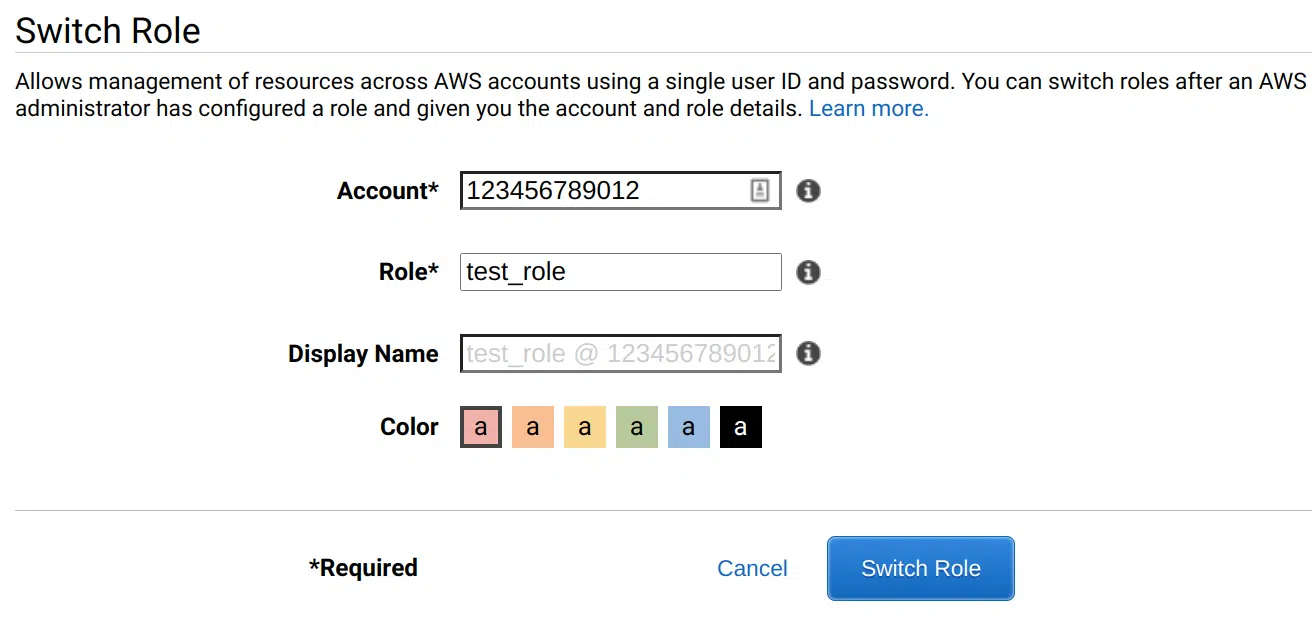 Switch Role
Allows management of resources across AWS accounts using a single user ID and password. You can switch roles after an AWS
administrator has configured a role and given you the account and role details. Learn more.
Account* 123456789012
Role* test_role
Display Name test_role @ 123456789012
Color a a a a a a
*Required Cancel Switch Role